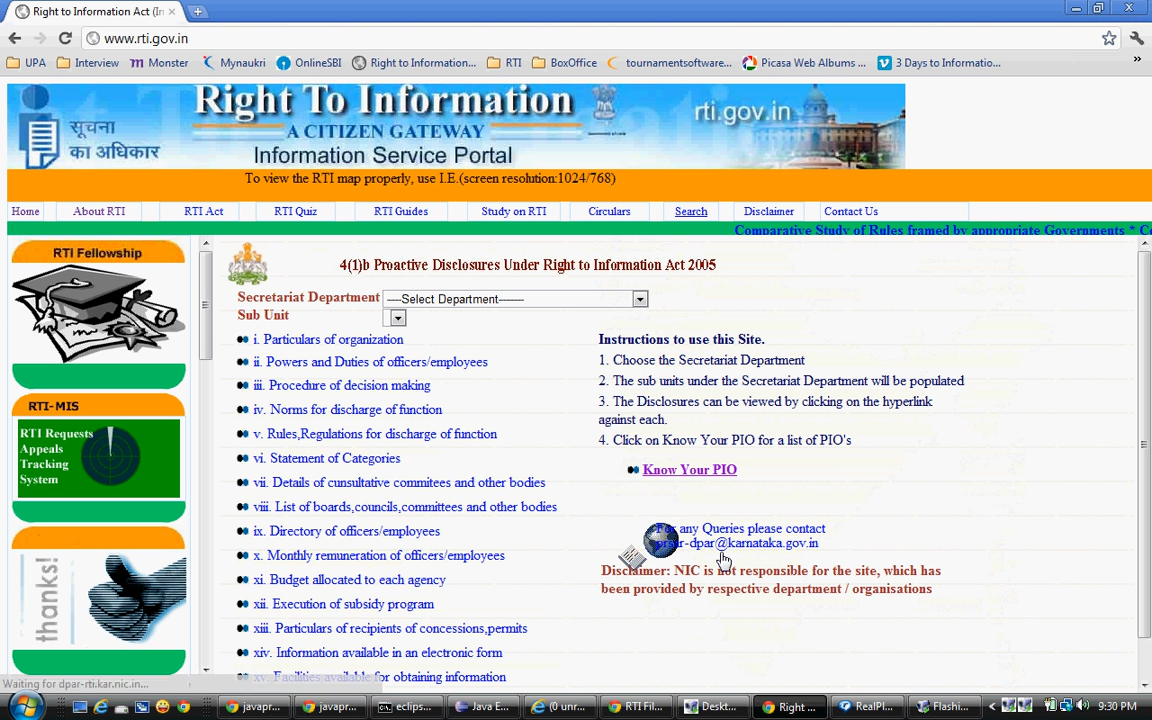 Right to Information Act (In
www.rti.gov.in
UPA Interview Monster Mynaukri OnlineSBI Right to Information... RTI BoxOffice tournamentsoftware... Picasa Web Albums ... 3 Days to Informatio... »
Right To Information
सूचना
का अधिकार
A CITIZEN GATEWAY
Information Service Portal
rti.gov.in
To view the RTI map properly, use I.E.(screen resolution:1024/768)
Home About RTI RTI Act RTI Quiz RTI Guides Study on RTI Circulars Search Disclaimer Contact Us
Comparative Study of Rules framed by appropriate Governments * C
RTI Fellowship
RTI-MIS
RTI Requests
Appeals
Tracking
System
thanks!
4(1)b Proactive Disclosures Under Right to Information Act 2005
Secretariat Department ----Select Department-------
Sub Unit
i. Particulars of organization
ii. Powers and Duties of officers/employees
iii. Procedure of decision making
iv. Norms for discharge of function
v. Rules,Regulations for discharge of function
vi. Statement of Categories
vii. Details of cunsultative commitees and other bodies
viii. List of boards,councils,committees and other bodies
ix. Directory of officers/employees
x. Monthly remuneration of officers/employees
xi. Budget allocated to each agency
xii. Execution of subsidy program
xiii. Particulars of recipients of concessions,permits
xiv. Information available in an electronic form
xv. Facilities available for obtaining information
Instructions to use this Site.
1. Choose the Secretariat Department
2. The sub units under the Secretariat Department will be populated
3. The Disclosures can be viewed by clicking on the hyperlink
against each.
4. Click on Know Your PIO for a list of PIO's
Know Your PIO
For any Queries please contact
-dpar@karnataka.gov.in
Disclaimer: NIC is not responsible for the site, which has
been provided by respective department / organisations
Waiting for dpar-rti.kar.nic.in...
javapr... javapr... eclips... Java E... (0 unr... RTI Fil... Deskt... Right ... RealPl... Flashi... 9:30 PM